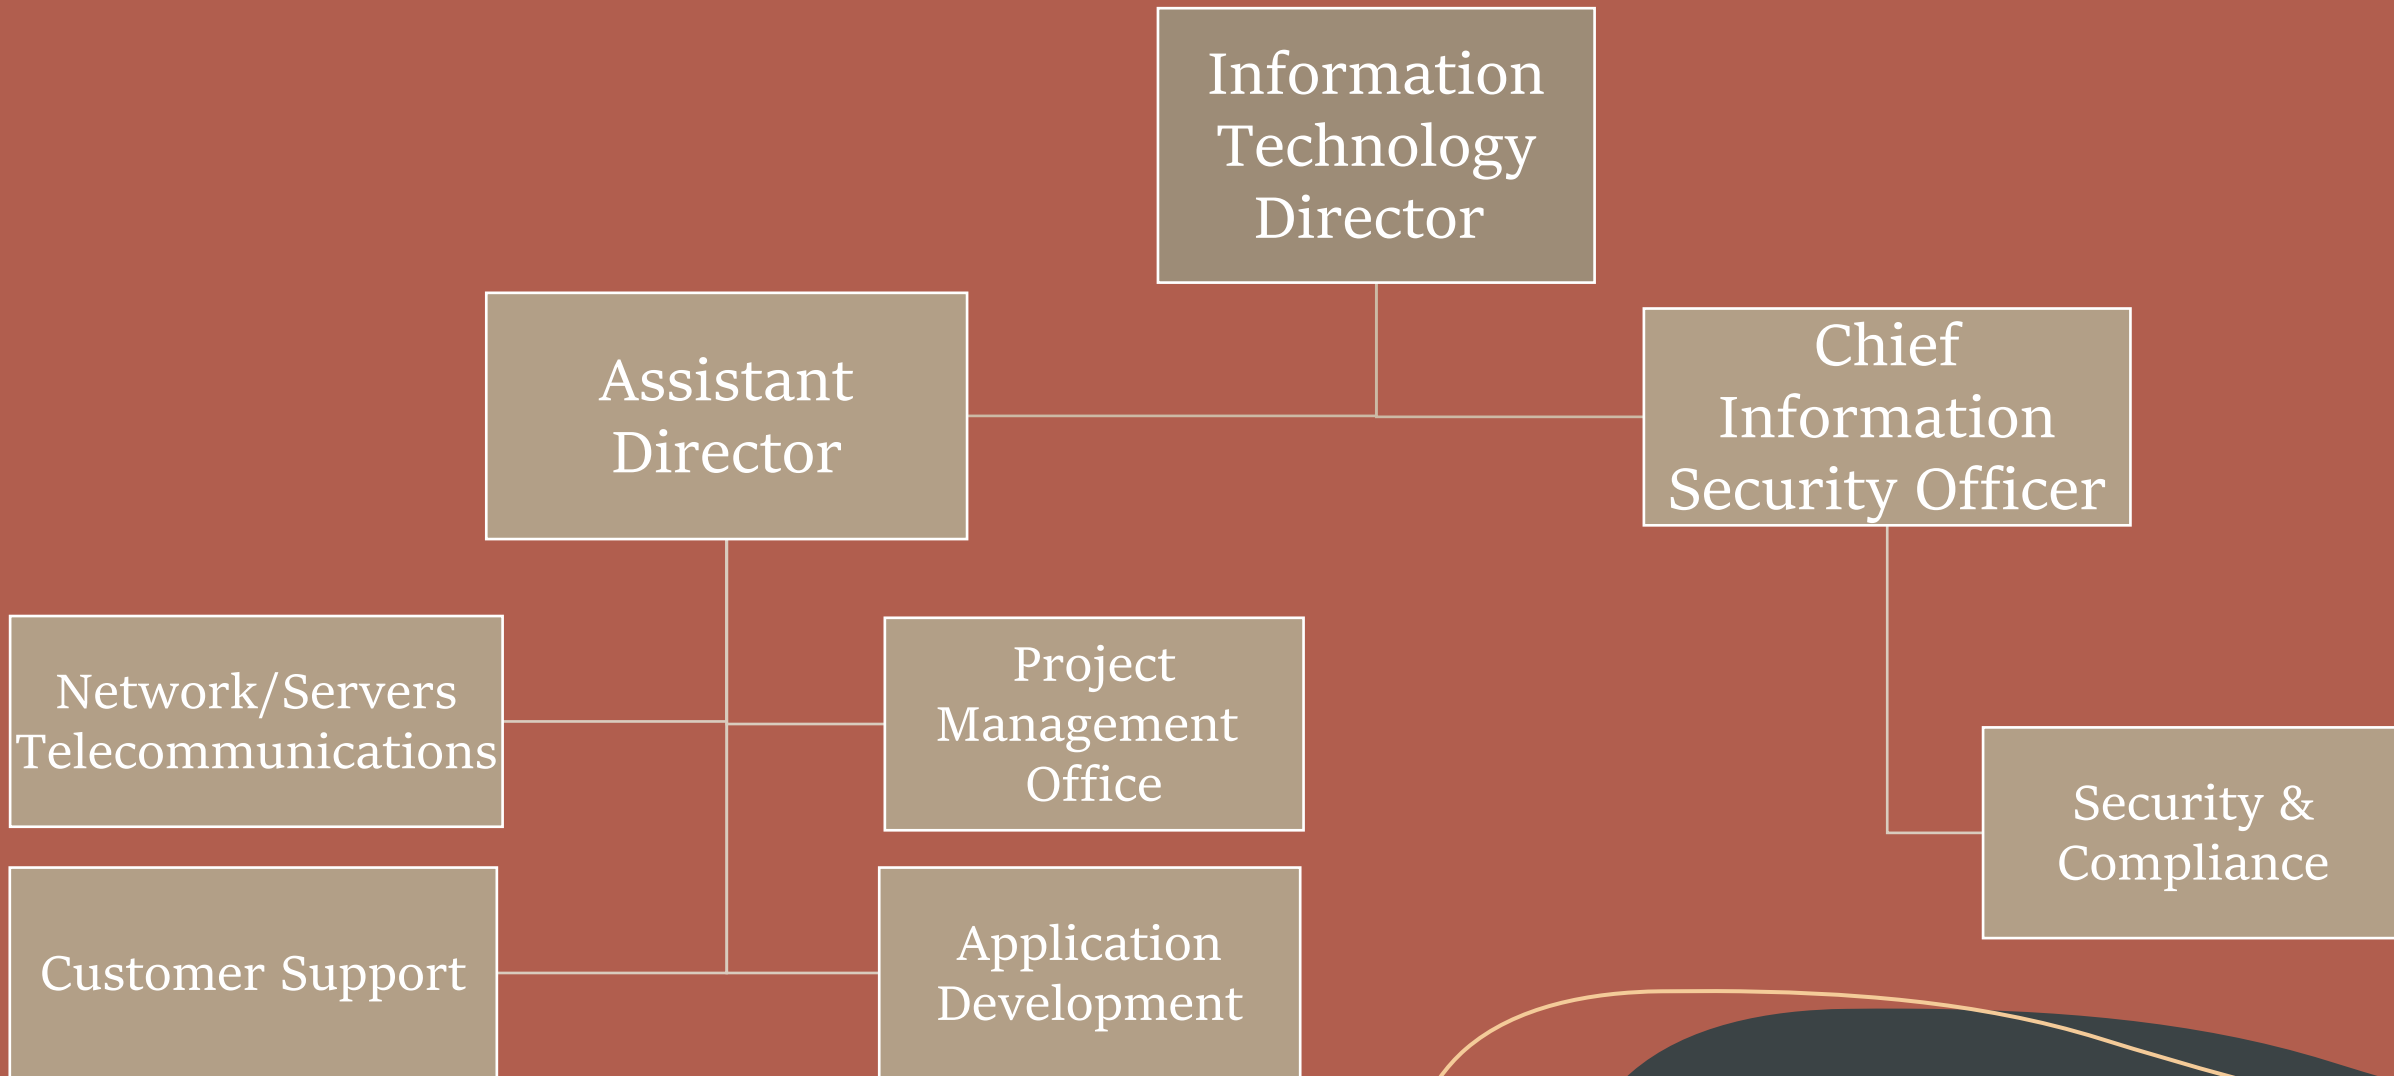 Information
Technology
Director
Assistant
Director
Chief
Information
Security Officer
Network/Servers
Telecommunications
Project
Management
Office
Security &
Compliance
Customer Support
Application
Development